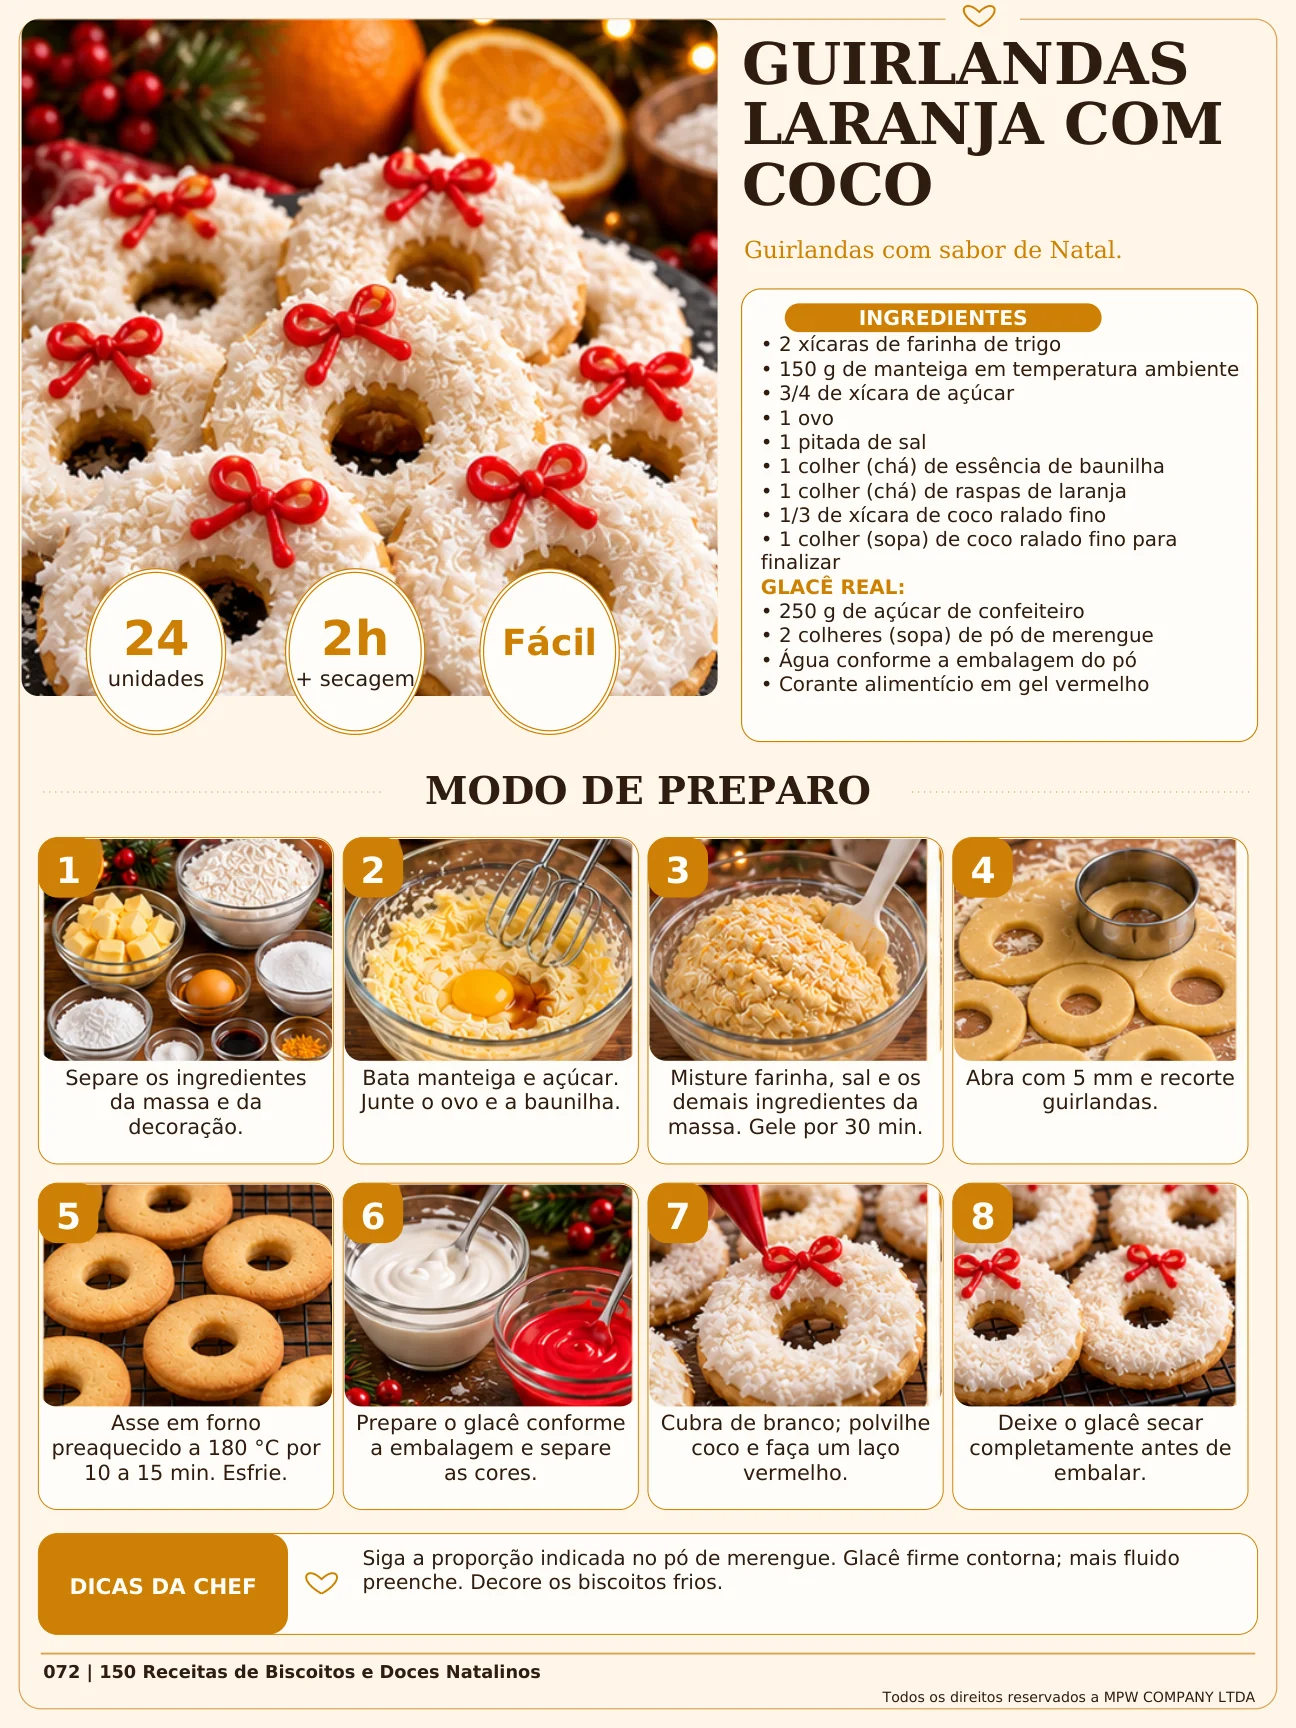 GUIRLANDAS
LARANJA COM
COCO
Guirlandas com sabor de Natal.
INGREDIENTES
• 2 xícaras de farinha de trigo
• 150 g de manteiga em temperatura ambiente
• 3/4 de xícara de açúcar
• 1 ovo
• 1 pitada de sal
• 1 colher (chá) de essência de baunilha
• 1 colher (chá) de raspas de laranja
• 1/3 de xícara de coco ralado fino
• 1 colher (sopa) de coco ralado fino para
finalizar
GLACÊ REAL:
• 250 g de açúcar de confeiteiro
• 2 colheres (sopa) de pó de merengue
• Água conforme a embalagem do pó
• Corante alimentício em gel vermelho
24
unidades
2h
+ secagem
Fácil
MODO DE PREPARO
1
Separe os ingredientes
da massa e da
decoração.
2
Bata manteiga e açúcar.
Junte o ovo e a baunilha.
3
Misture farinha, sal e os
demais ingredientes da
massa. Gele por 30 min.
4
Abra com 5 mm e recorte
guirlandas.
5
Asse em forno
preaquecido a 180 °C por
10 a 15 min. Esfrie.
6
Prepare o glacê conforme
a embalagem e separe
as cores.
7
Cubra de branco; polvilhe
coco e faça um laço
vermelho.
8
Deixe o glacê secar
completamente antes de
embalar.
DICAS DA CHEF
Siga a proporção indicada no pó de merengue. Glacê firme contorna; mais fluido
preenche. Decore os biscoitos frios.
072 | 150 Receitas de Biscoitos e Doces Natalinos
Todos os direitos reservados a MPW COMPANY LTDA